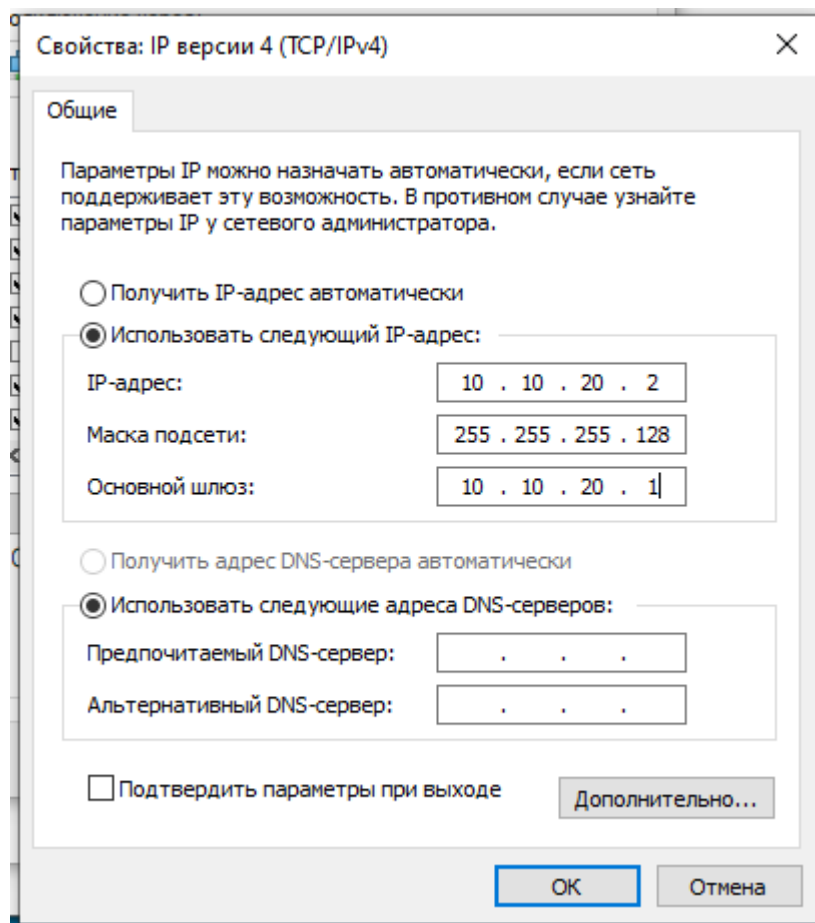 Свойства: IP версии 4 (TCP/IPv4)
Общие
Параметры IP можно назначать автоматически, если сеть
поддерживает эту возможность. В противном случае узнайте
параметры IP у сетевого администратора.
Получить IP-адрес автоматически
Использовать следующий IP-адрес:
IP-адрес: 10 . 10 . 20 . 2
Маска подсети: 255 . 255 . 255 . 128
Основной шлюз: 10 . 10 . 20 . 1
Получить адрес DNS-сервера автоматически
Использовать следующие адреса DNS-серверов:
Предпочитаемый DNS-сервер: . . .
Альтернативный DNS-сервер: . . .
Подтвердить параметры при выходе
Дополнительно...
ОК Отмена